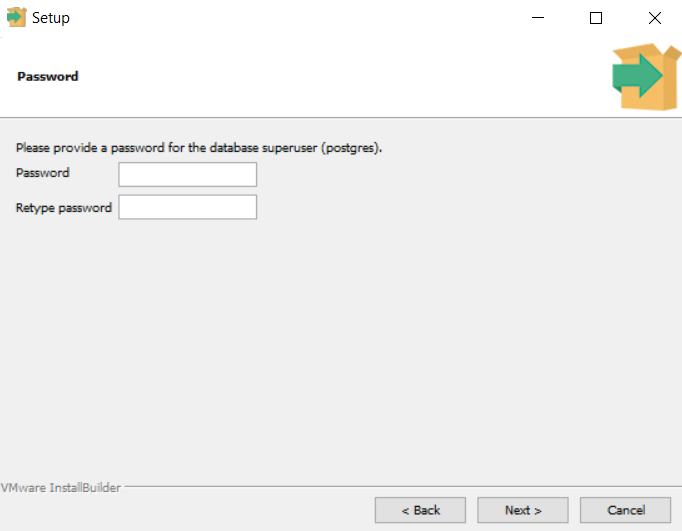 Setup
Password
Please provide a password for the database superuser (postgres).
Password
Retype password
VMware InstallBuilder
< Back
Next >
Cancel